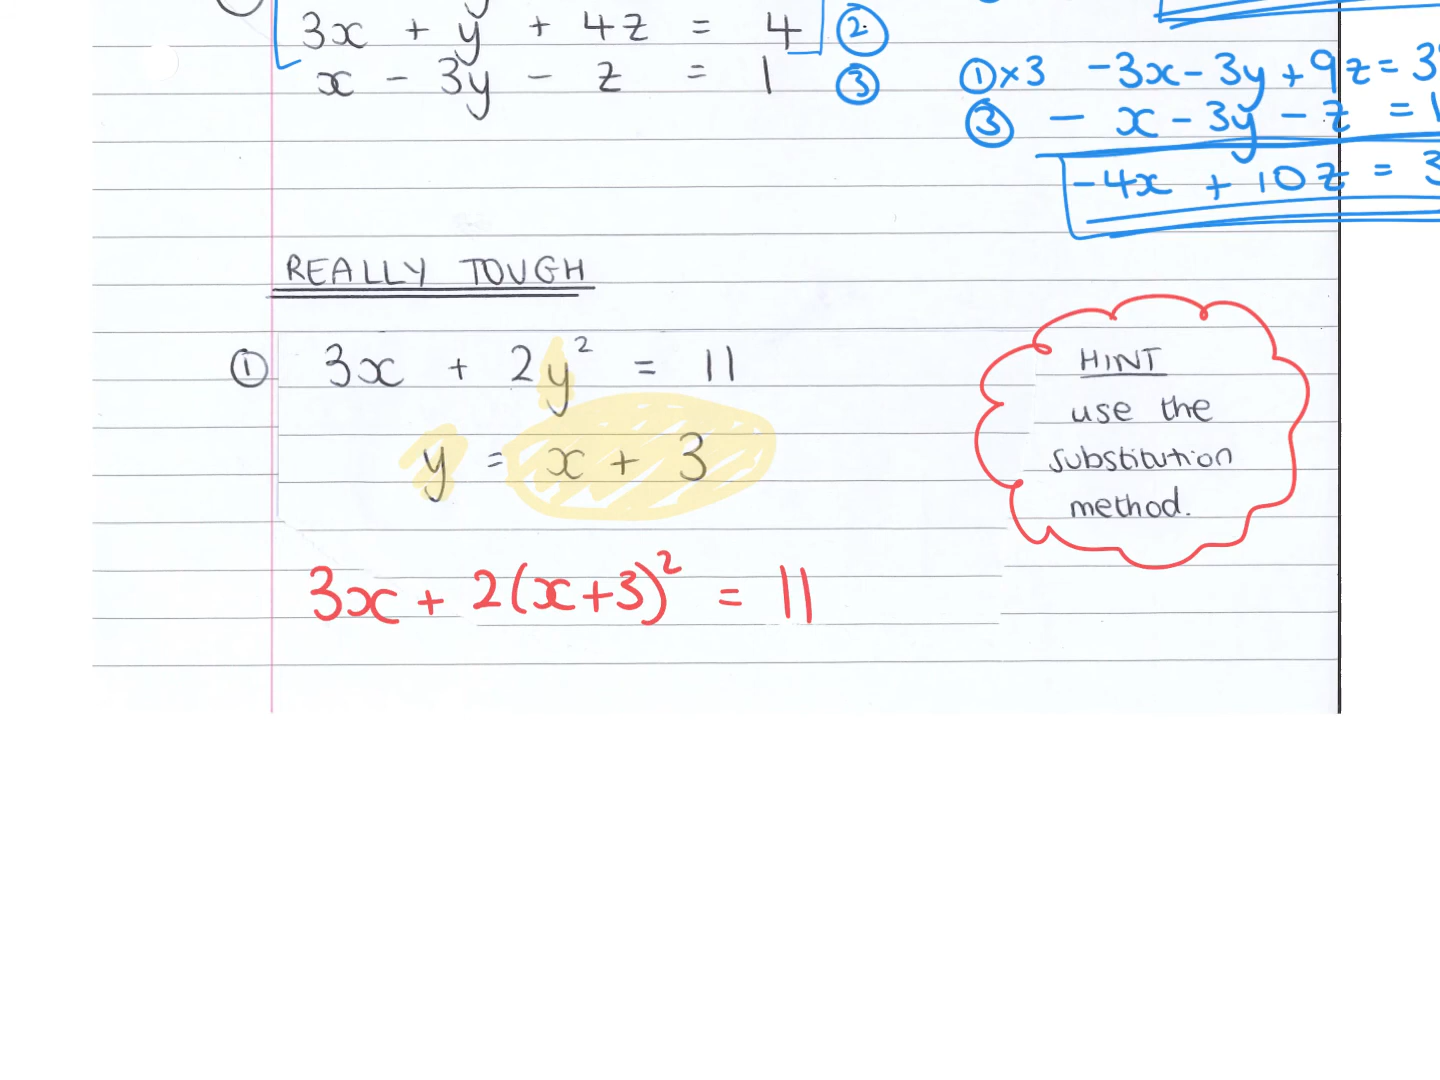 3x + y + 4z = 4 ②
x - 3y - z = 1 ③
①×3 -3x - 3y + 9z = 3
③ - x - 3y - z = 1
-4x + 10z = 3
REALLY TOUGH
① 3x + 2y² = 11
y = x + 3
HINT
use the
substitution
method.
3x + 2(x+3)² = 11